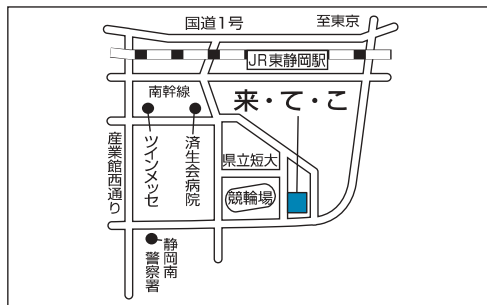 国道1号
至東京
JR東静岡駅
南幹線
来・て・こ
産業館西通り
ツインメッセ
済生会病院
県立短大
競輪場
静岡南
警察署